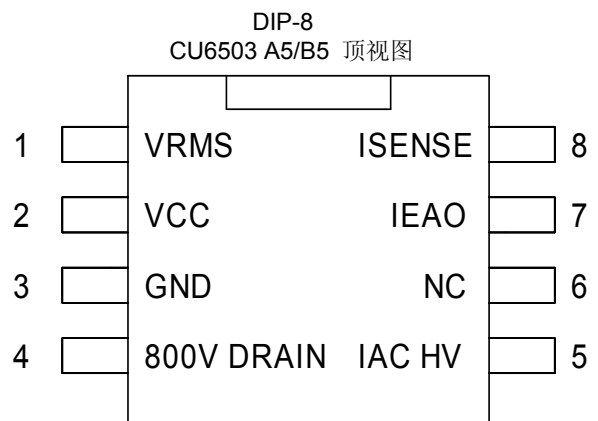 DIP-8
CU6503 A5/B5 顶视图
1 VRMS ISENSE 8
2 VCC IEAO 7
3 GND NC 6
4 800V DRAIN IAC HV 5